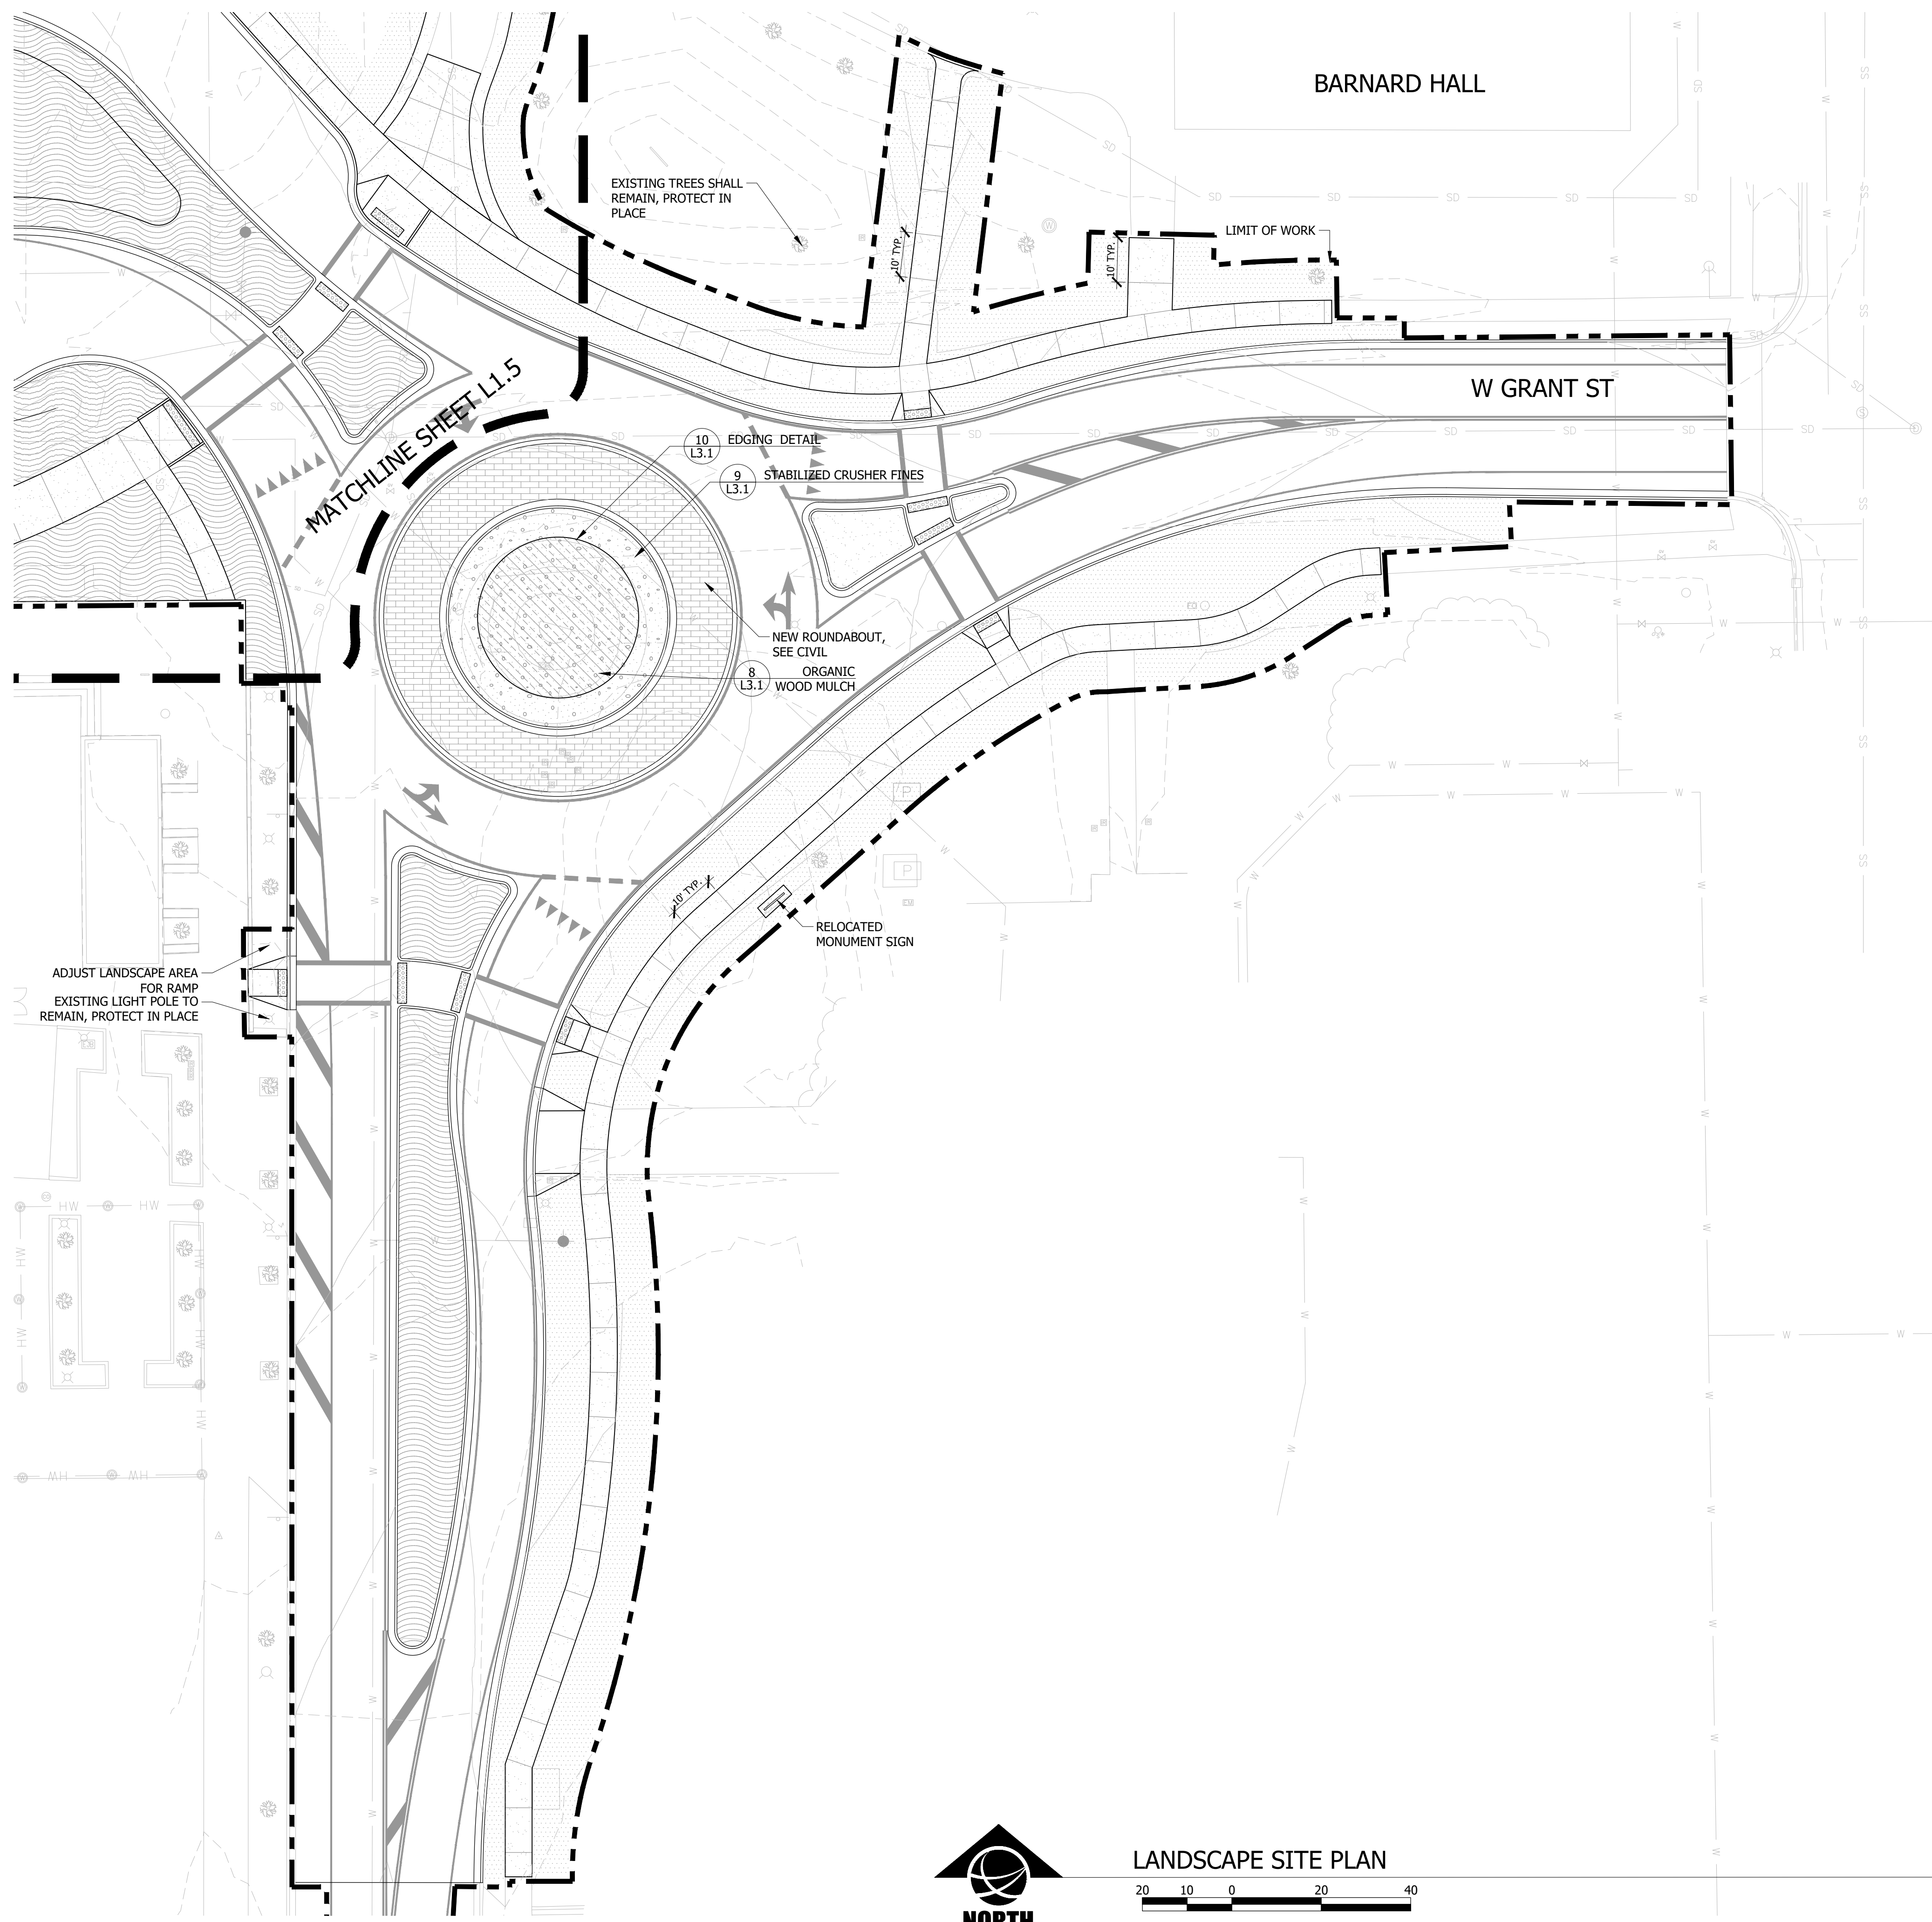 BARNARD HALL
EXISTING TREES SHALL
REMAIN, PROTECT IN
PLACE
10' TYP.
10' TYP.
LIMIT OF WORK
W GRANT ST
MATCHLINE SHEET L1.5
10
L3.1
EDGING DETAIL
9
L3.1
STABILIZED CRUSHER FINES
NEW ROUNDABOUT,
SEE CIVIL
8
L3.1
ORGANIC
WOOD MULCH
10' TYP.
RELOCATED
MONUMENT SIGN
ADJUST LANDSCAPE AREA
FOR RAMP
EXISTING LIGHT POLE TO
REMAIN, PROTECT IN PLACE
LANDSCAPE SITE PLAN
20 10 0 20 40
NORTH